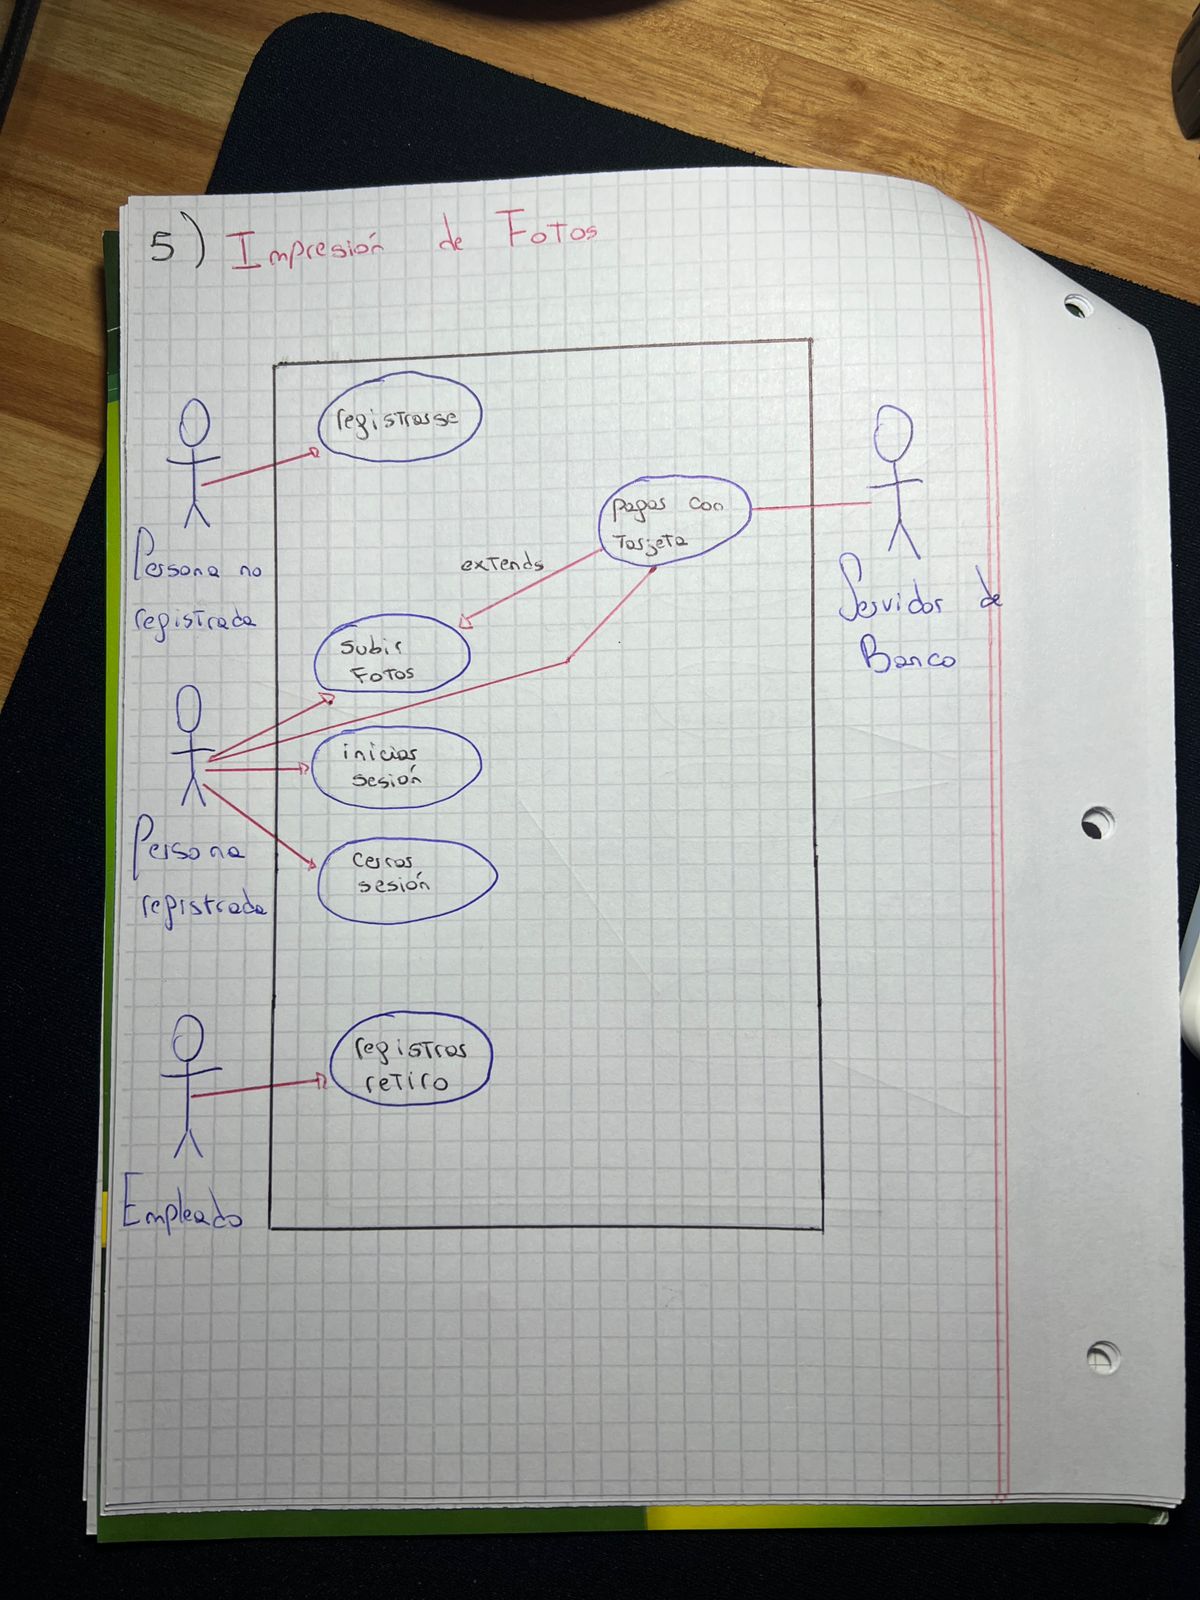 5) Impresión de Fotos
registrarse
Persona no
registrada
pagar con
Tarjeta
extends
Servidor de
Banco
subir
Fotos
iniciar
sesión
Persona
registrada
cerrar
sesión
registrar
retiro
Empleado